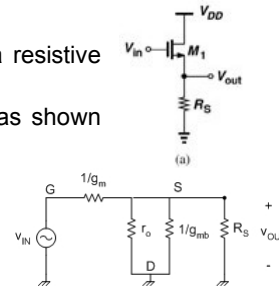 a resistive
V_DD
V_in
M_1
V_out
as shown
R_S
(a)
G
1/g_m
S
+
v_IN
r_o
1/g_mb
R_S
v_OU
D
-